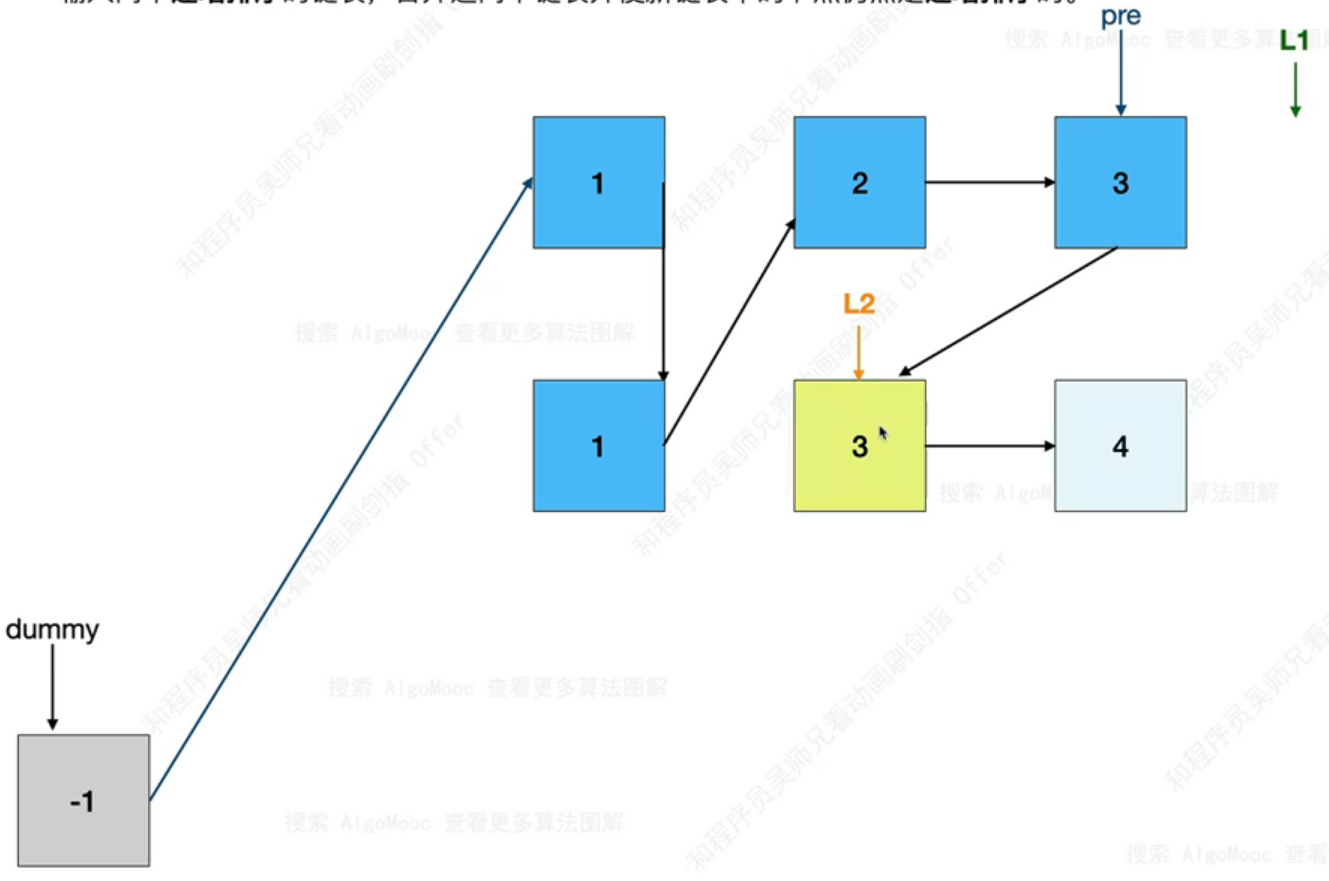 pre
搜索 AlgoMooc 查看更多算法图解
L1
1
2
3
和程序员吴师兄看动画刷剑指 Offer
L2
搜索 AlgoMooc 查看更多算法图解
1
3
4
dummy
搜索 AlgoMooc 查看更多算法图解
-1
搜索 AlgoMooc 查看更多算法图解
搜索 AlgoMooc 查看